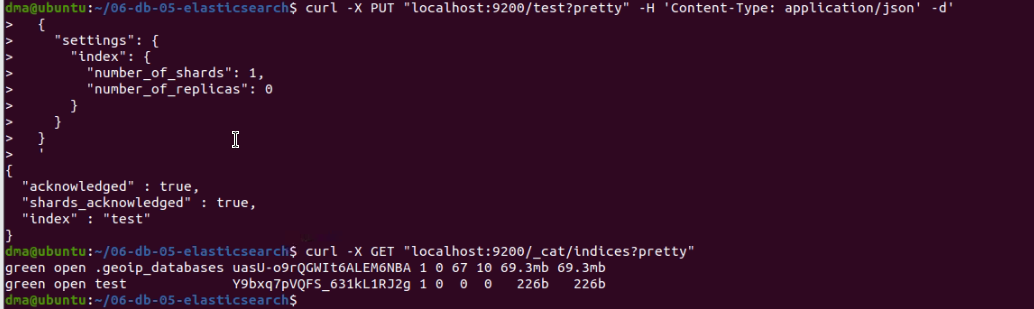 dma@ubuntu:~/06-db-05-elasticsearch$ curl -X PUT "localhost:9200/test?pretty" -H 'Content-Type: application/json' -d'
>   {
>     "settings": {
>       "index": {
>         "number_of_shards": 1,
>         "number_of_replicas": 0
>       }
>     }
>   }
>   '
{
  "acknowledged" : true,
  "shards_acknowledged" : true,
  "index" : "test"
}
dma@ubuntu:~/06-db-05-elasticsearch$ curl -X GET "localhost:9200/_cat/indices?pretty"
green open .geoip_databases uasU-o9rQGWIt6ALEM6NBA 1 0 67 10 69.3mb 69.3mb
green open test             Y9bxq7pVQFS_631kL1RJ2g 1 0  0  0   226b   226b
dma@ubuntu:~/06-db-05-elasticsearch$